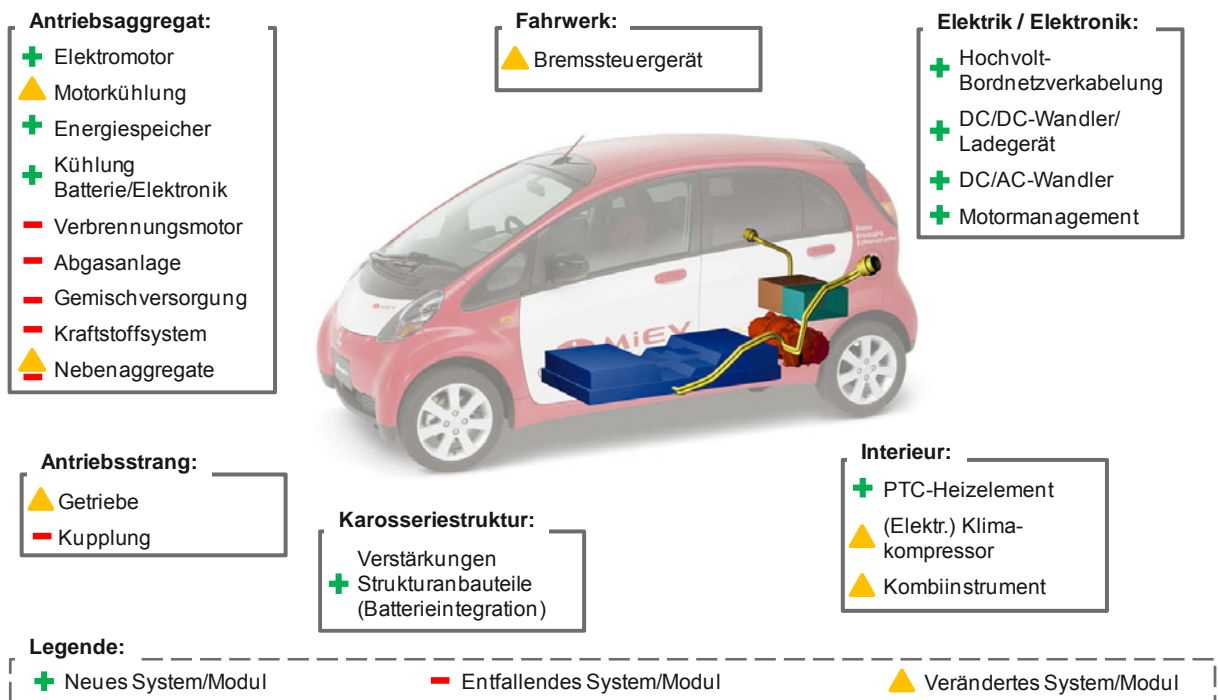 Antriebsaggregat:
Elektromotor
Motorkühlung
Energiespeicher
Kühlung
Batterie/Elektronik
Verbrennungsmotor
Abgasanlage
Gemischversorgung
Kraftstoffsystem
Nebenaggregate
Fahrwerk:
Bremssteuergerät
Elektrik / Elektronik:
Hochvolt-
Bordnetzverkabelung
DC/DC-Wandler/
Ladegerät
DC/AC-Wandler
Motormanagement
MiEV
Antriebsstrang:
Getriebe
Kupplung
Karosseriestruktur:
Verstärkungen
Strukturanbauteile
(Batterieintegration)
Interieur:
PTC-Heizelement
(Elektr.) Klima-
kompressor
Kombiinstrument
Legende:
Neues System/Modul
Entfallendes System/Modul
Verändertes System/Modul